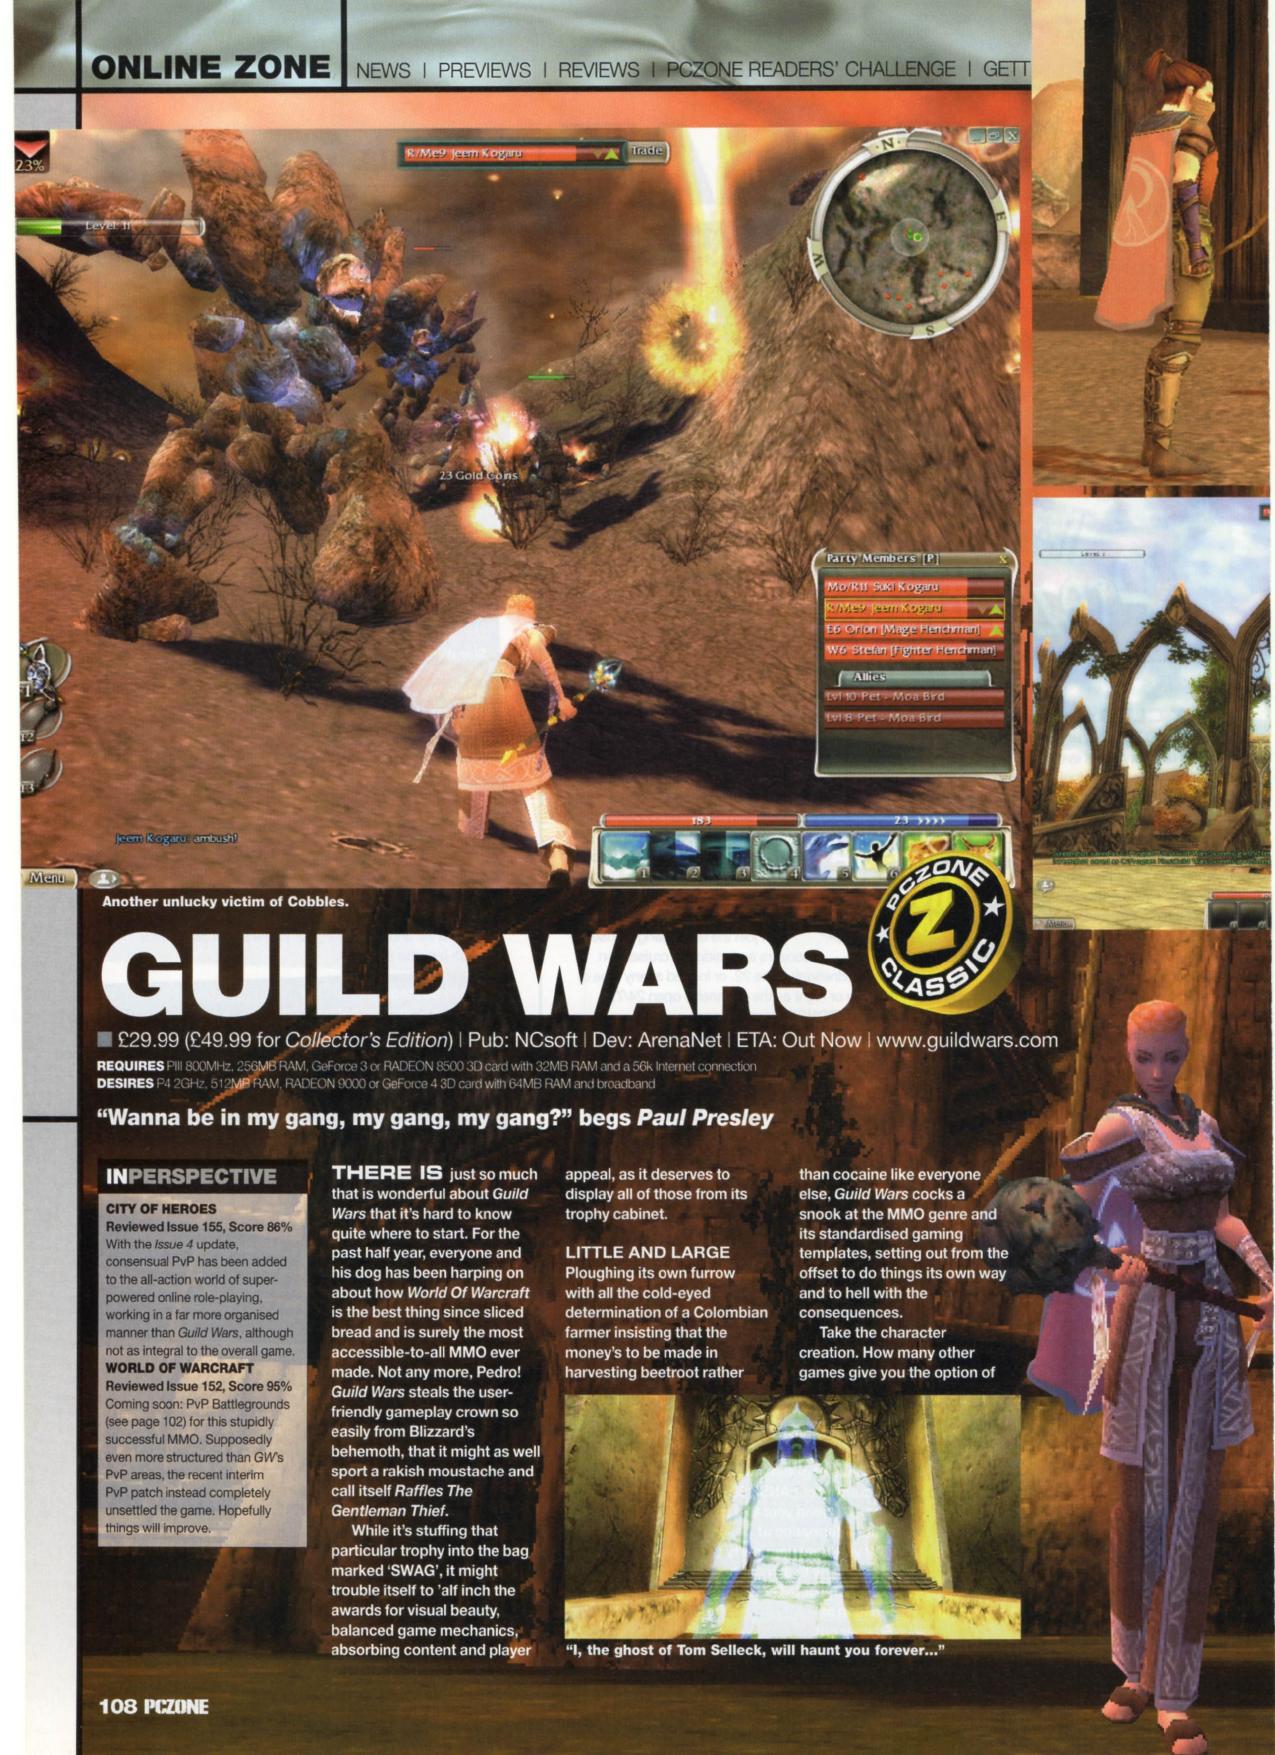 ONLINE ZONE
NEWS | PREVIEWS | REVIEWS | PCZONE READERS' CHALLENGE | GETT
23%
R/Me9 Jeem Kogaru
Trade
N
E
W
S
Level: 11
23 Gold Coins
Party Members [P]
x
Mo/R11 Suki Kogaru
R/Me9 Jeem Kogaru
E6 Orion [Mage Henchman]
W6 Stefan [Fighter Henchman]
Allies
Lvl 10 Pet - Moa Bird
Lvl 8 Pet - Moa Bird
Jeem Kogaru: ambush!
183
23
1
2
3
4
5
6
Menu
Another unlucky victim of Cobbles.
PCZONE
Z
CLASSIC
GUILD WARS
£29.99 (£49.99 for Collector's Edition) | Pub: NCsoft | Dev: ArenaNet | ETA: Out Now | www.guildwars.com
REQUIRES PIII 800MHz, 256MB RAM, GeForce 3 or RADEON 8500 3D card with 32MB RAM and a 56k Internet connection
DESIRES P4 2GHz, 512MB RAM, RADEON 9000 or GeForce 4 3D card with 64MB RAM and broadband
“Wanna be in my gang, my gang, my gang?” begs Paul Presley
INPERSPECTIVE
CITY OF HEROES
Reviewed Issue 155, Score 86%
With the Issue 4 update,
consensual PvP has been added
to the all-action world of super-
powered online role-playing,
working in a far more organised
manner than Guild Wars, although
not as integral to the overall game.
WORLD OF WARCRAFT
Reviewed Issue 152, Score 95%
Coming soon: PvP Battlegrounds
(see page 102) for this stupidly
successful MMO. Supposedly
even more structured than GW's
PvP areas, the recent interim
PvP patch instead completely
unsettled the game. Hopefully
things will improve.
THERE IS just so much
that is wonderful about Guild
Wars that it's hard to know
quite where to start. For the
past half year, everyone and
his dog has been harping on
about how World Of Warcraft
is the best thing since sliced
bread and is surely the most
accessible-to-all MMO ever
made. Not any more, Pedro!
Guild Wars steals the user-
friendly gameplay crown so
easily from Blizzard's
behemoth, that it might as well
sport a rakish moustache and
call itself Raffles The
Gentleman Thief.
While it's stuffing that
particular trophy into the bag
marked ‘SWAG’, it might
trouble itself to ’alf inch the
awards for visual beauty,
balanced game mechanics,
absorbing content and player
appeal, as it deserves to
display all of those from its
trophy cabinet.
LITTLE AND LARGE
Ploughing its own furrow
with all the cold-eyed
determination of a Colombian
farmer insisting that the
money's to be made in
harvesting beetroot rather
than cocaine like everyone
else, Guild Wars cocks a
snook at the MMO genre and
its standardised gaming
templates, setting out from the
offset to do things its own way
and to hell with the
consequences.
Take the character
creation. How many other
games give you the option of
“I, the ghost of Tom Selleck, will haunt you forever...”
108 PCZONE